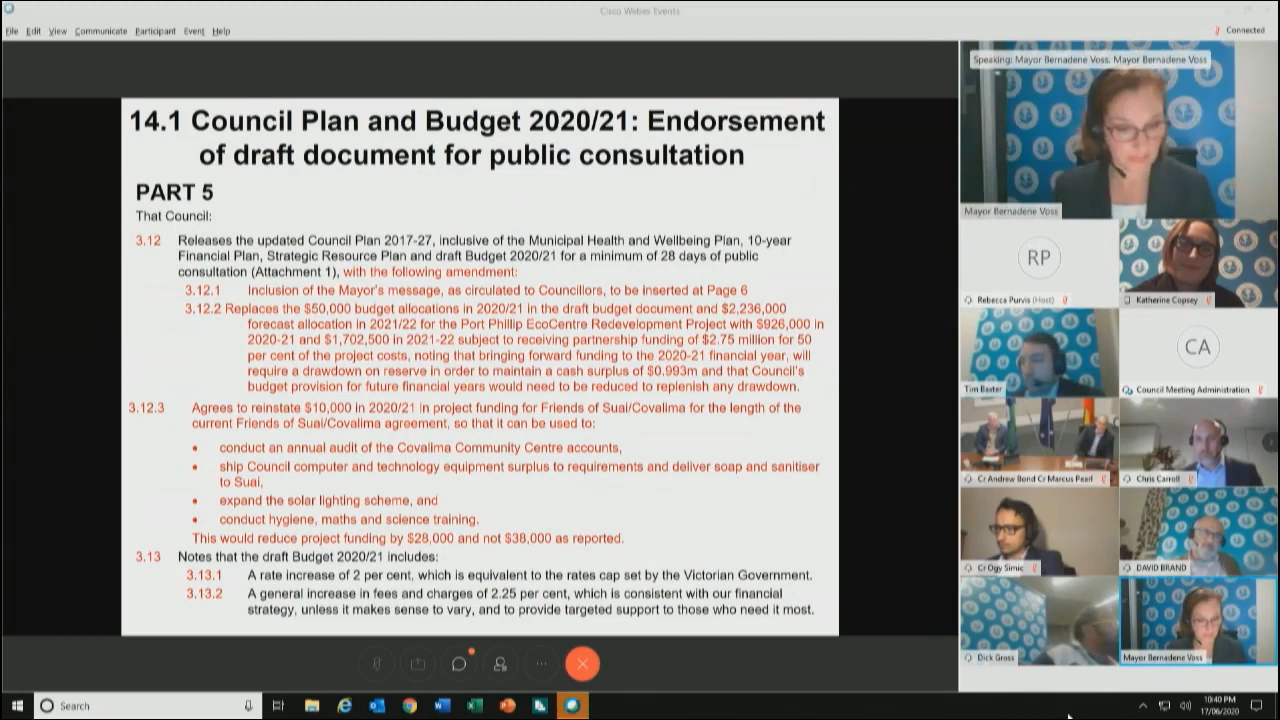 Cisco Webex Events
File Edit View Communicate Participant Event Help
Connected
14.1 Council Plan and Budget 2020/21: Endorsement
of draft document for public consultation
PART 5
That Council:
3.12 Releases the updated Council Plan 2017-27, inclusive of the Municipal Health and Wellbeing Plan, 10-year
Financial Plan, Strategic Resource Plan and draft Budget 2020/21 for a minimum of 28 days of public
consultation (Attachment 1), with the following amendment:
3.12.1 Inclusion of the Mayor's message, as circulated to Councillors, to be inserted at Page 6
3.12.2 Replaces the $50,000 budget allocations in 2020/21 in the draft budget document and $2,236,000
forecast allocation in 2021/22 for the Port Phillip EcoCentre Redevelopment Project with $926,000 in
2020-21 and $1,702,500 in 2021-22 subject to receiving partnership funding of $2.75 million for 50
per cent of the project costs, noting that bringing forward funding to the 2020-21 financial year, will
require a drawdown on reserve in order to maintain a cash surplus of $0.993m and that Council's
budget provision for future financial years would need to be reduced to replenish any drawdown.
3.12.3 Agrees to reinstate $10,000 in 2020/21 in project funding for Friends of Suai/Covalima for the length of the
current Friends of Suai/Covalima agreement, so that it can be used to:
• conduct an annual audit of the Covalima Community Centre accounts,
• ship Council computer and technology equipment surplus to requirements and deliver soap and sanitiser
to Suai,
• expand the solar lighting scheme, and
• conduct hygiene, maths and science training.
This would reduce project funding by $28,000 and not $38,000 as reported.
3.13 Notes that the draft Budget 2020/21 includes:
3.13.1 A rate increase of 2 per cent, which is equivalent to the rates cap set by the Victorian Government.
3.13.2 A general increase in fees and charges of 2.25 per cent, which is consistent with our financial
strategy, unless it makes sense to vary, and to provide targeted support to those who need it most.
Speaking: Mayor Bernadene Voss, Mayor Bernadene Voss
Mayor Bernadene Voss
RP
Rebecca Purvis (Host)
Katherine Copsey
Tim Baxter
CA
Council Meeting Administration
Cr Andrew Bond Cr Marcus Pearl
Chris Carroll
Cr Ogy Simic
DAVID BRAND
Dick Gross
Mayor Bernadene Voss
Search
10:40 PM
17/06/2020